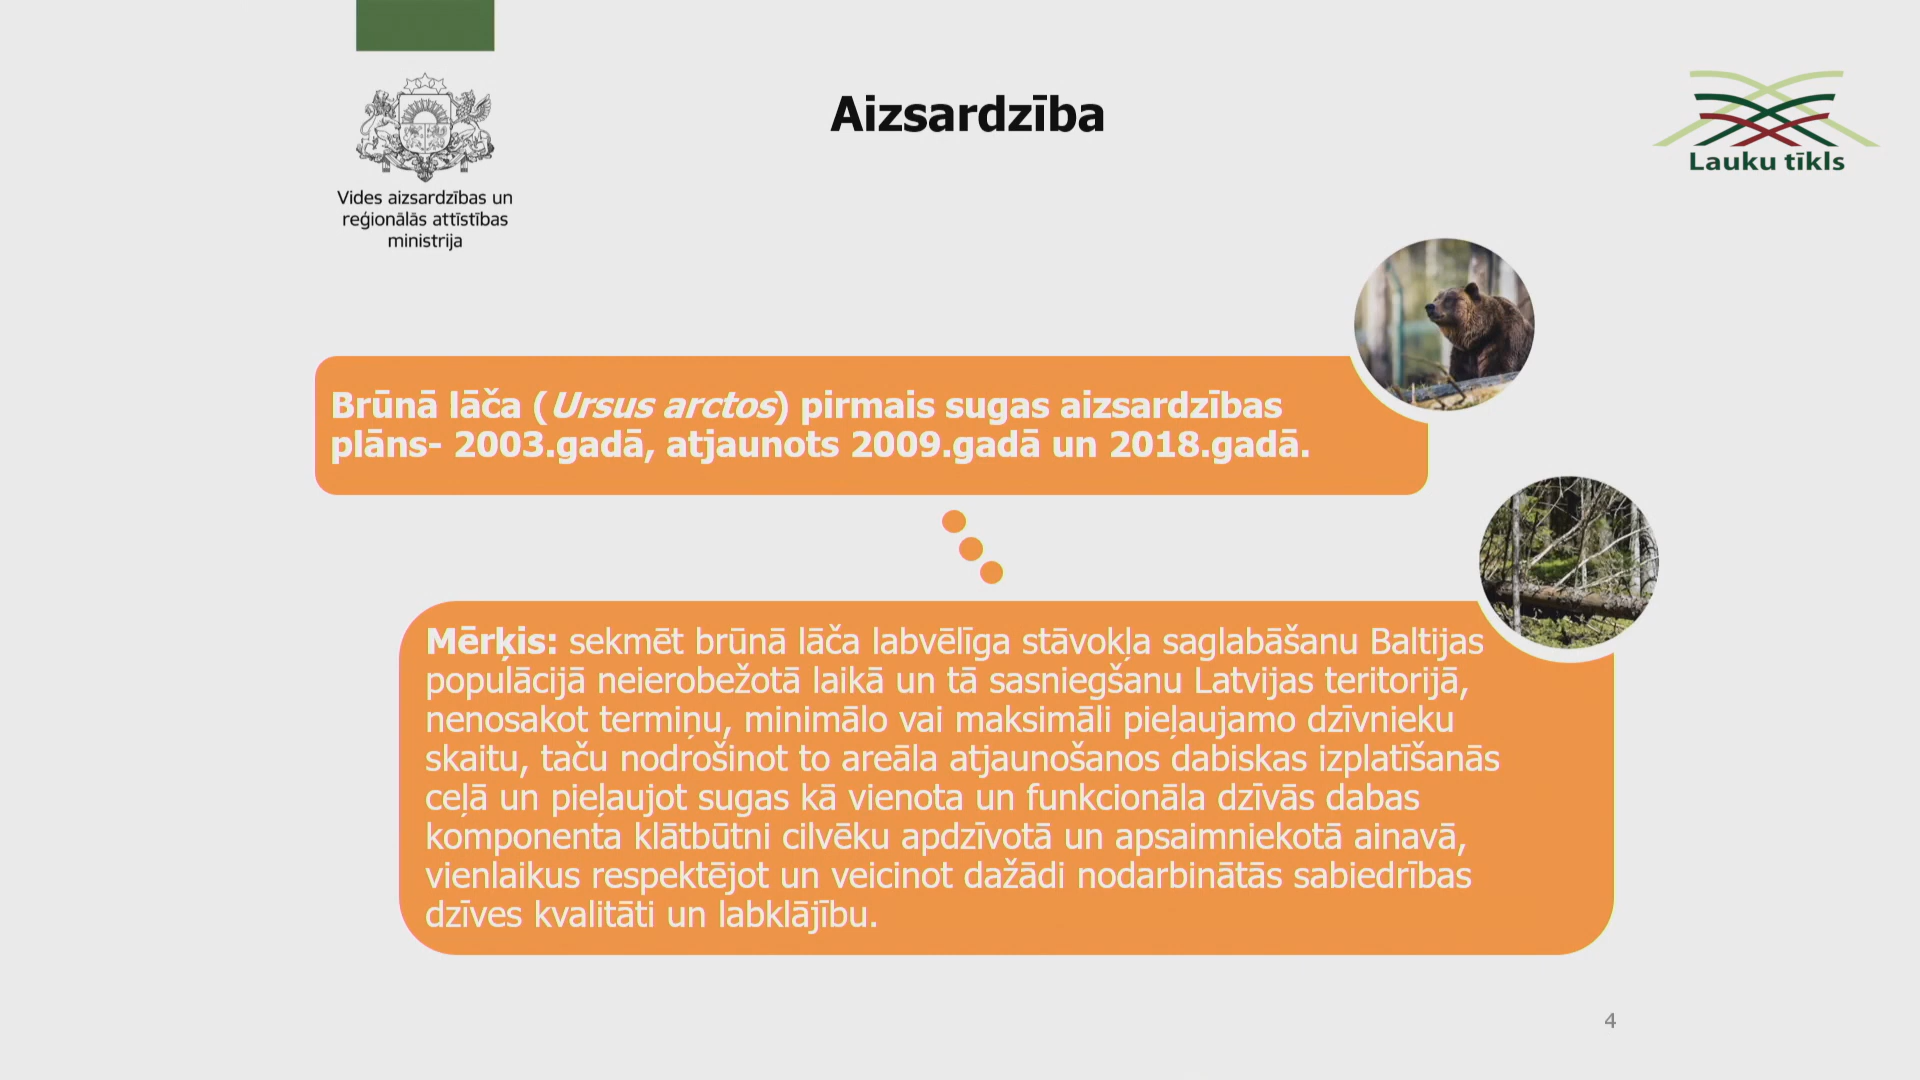 Aizsardzība
Vides aizsardzības un
reģionālās attīstības
ministrija
Lauku tīkls
Brūnā lāča (Ursus arctos) pirmais sugas aizsardzības
plāns- 2003.gadā, atjaunots 2009.gadā un 2018.gadā.
Mērķis: sekmēt brūnā lāča labvēlīga stāvokļa saglabāšanu Baltijas
populācijā neierobežotā laikā un tā sasniegšanu Latvijas teritorijā,
nenosakot termiņu, minimālo vai maksimāli pieļaujamo dzīvnieku
skaitu, taču nodrošinot to areāla atjaunošanos dabiskas izplatīšanās
ceļā un pieļaujot sugas kā vienota un funkcionāla dzīvās dabas
komponenta klātbūtni cilvēku apdzīvotā un apsaimniekotā ainavā,
vienlaikus respektējot un veicinot dažādi nodarbinātās sabiedrības
dzīves kvalitāti un labklājību.
4